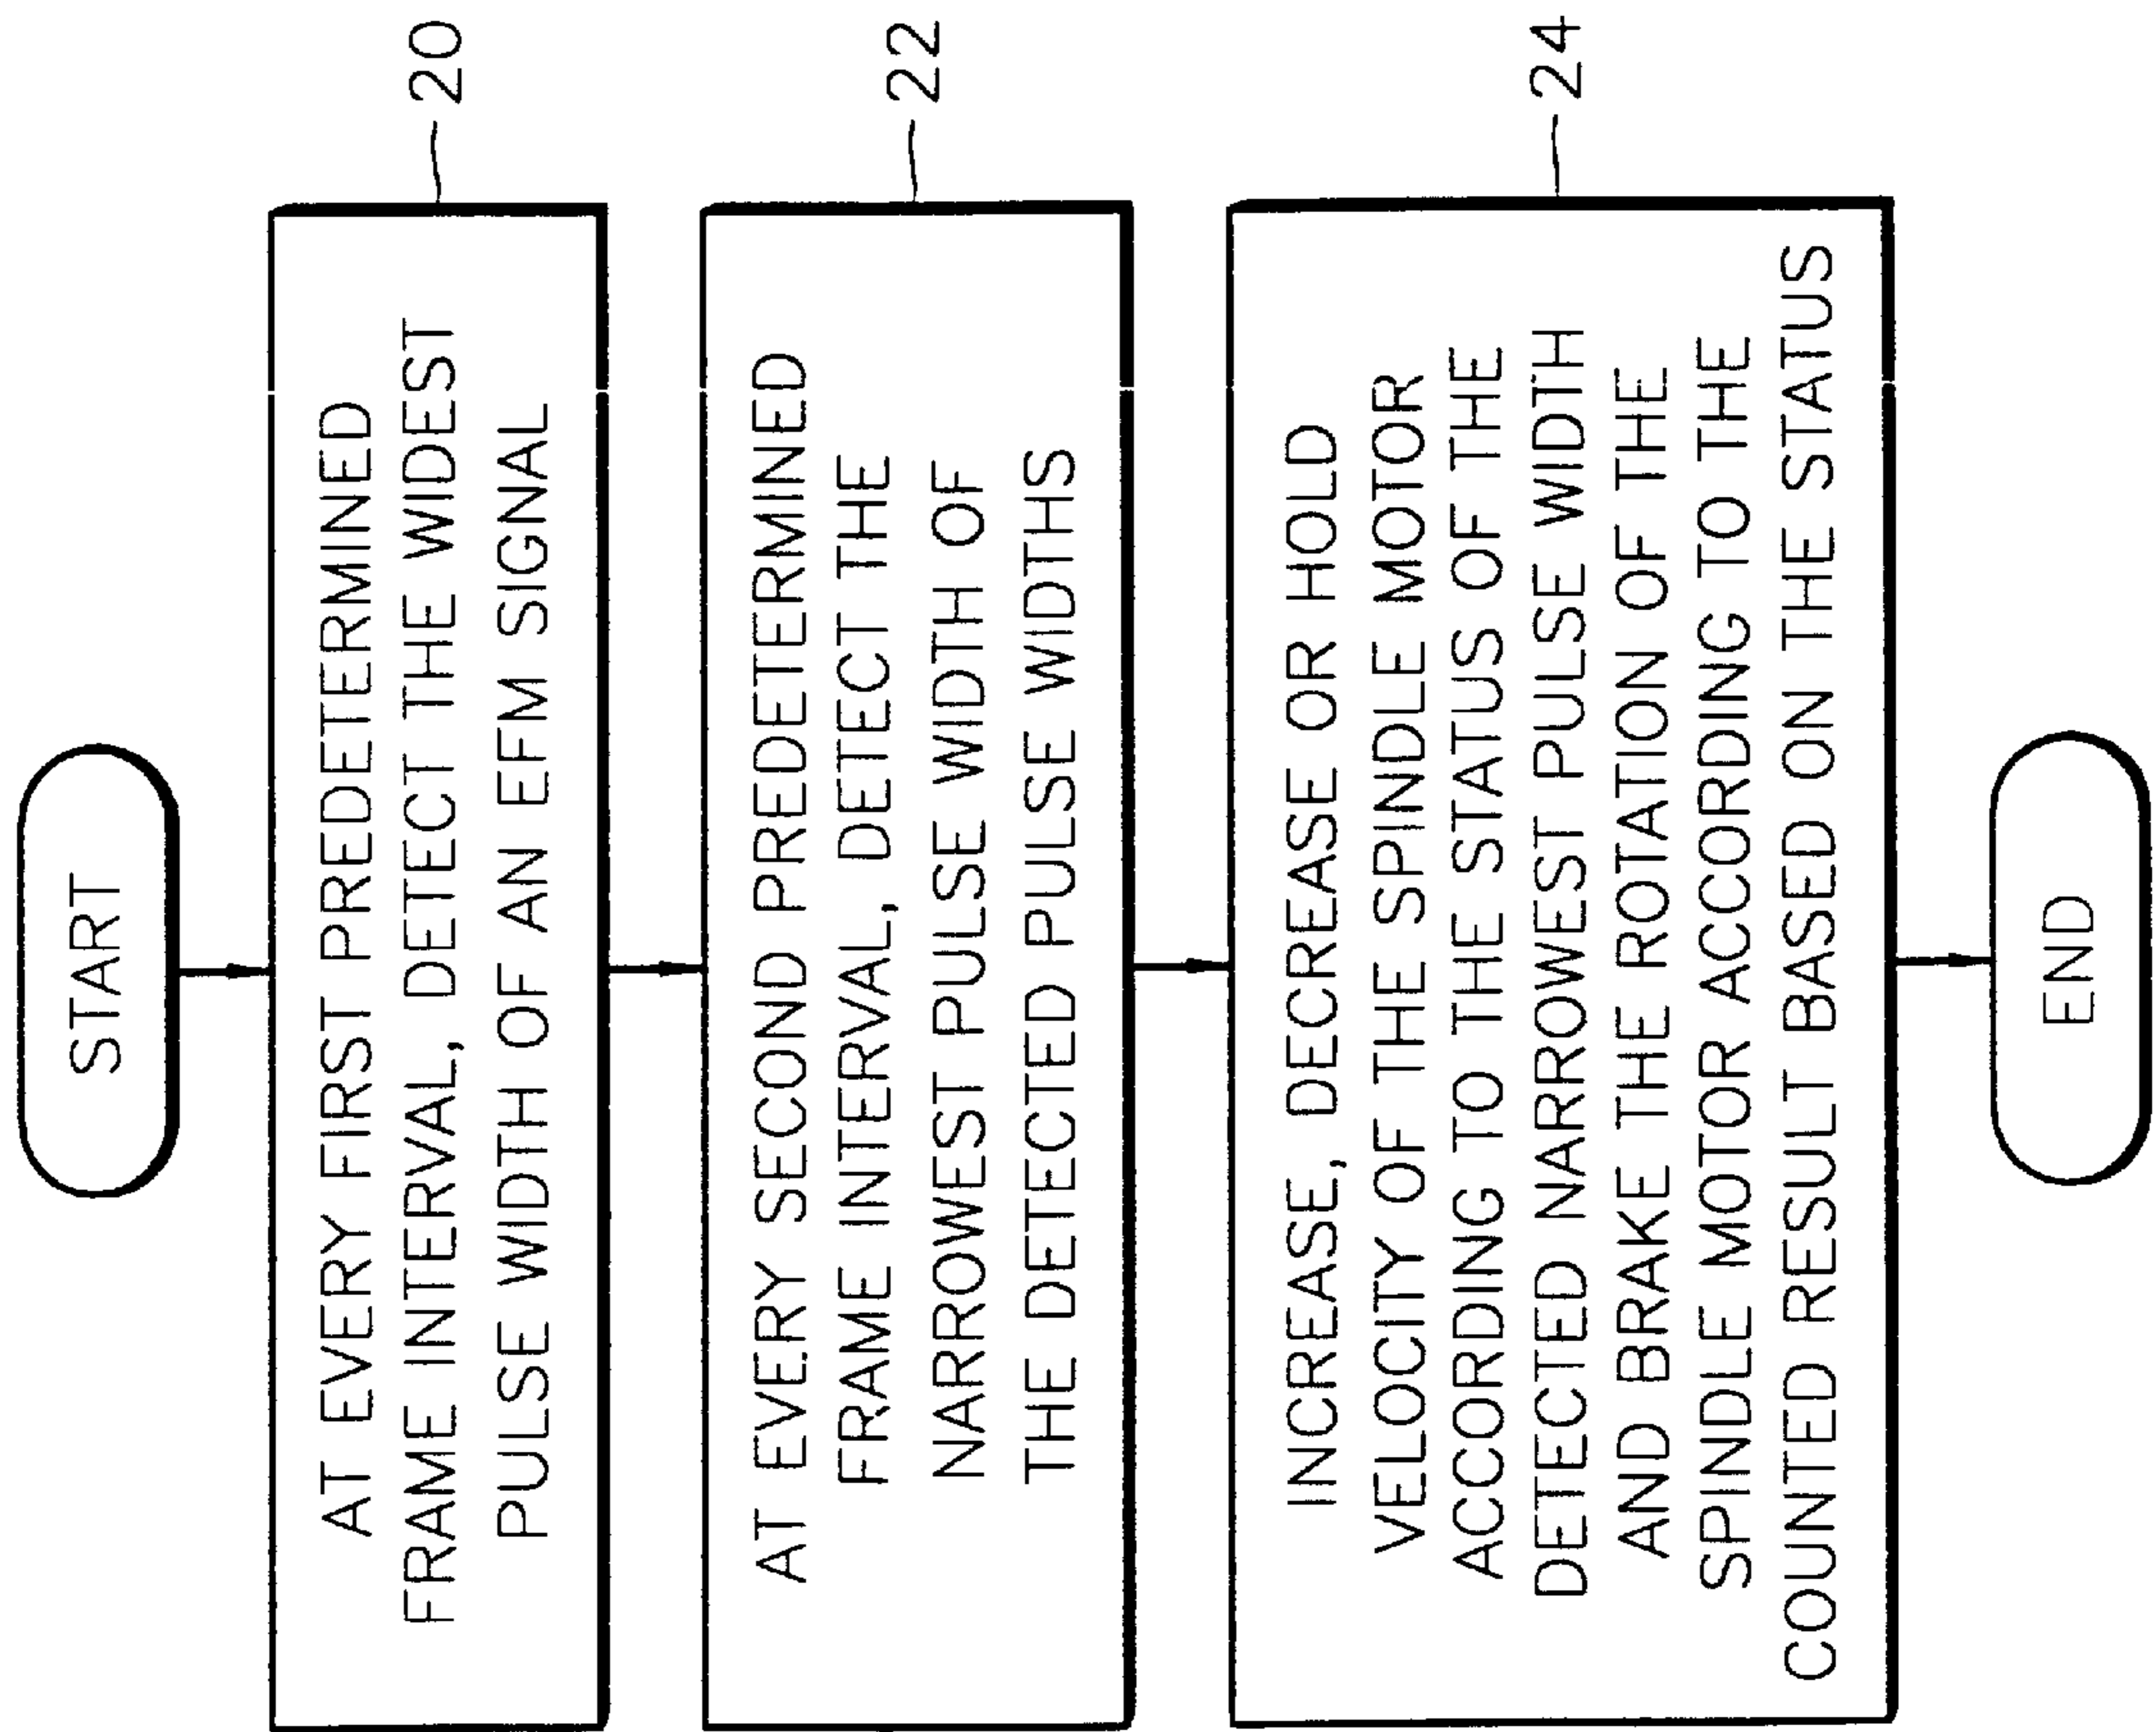 START
AT EVERY FIRST PREDETERMINED
FRAME INTERVAL, DETECT THE WIDEST
PULSE WIDTH OF AN EFM SIGNAL
20
AT EVERY SECOND PREDETERMINED
FRAME INTERVAL, DETECT THE
NARROWEST PULSE WIDTH OF
THE DETECTED PULSE WIDTHS
22
INCREASE, DECREASE OR HOLD
VELOCITY OF THE SPINDLE MOTOR
ACCORDING TO THE STATUS OF THE
DETECTED NARROWEST PULSE WIDTH
AND BRAKE THE ROTATION OF THE
SPINDLE MOTOR ACCORDING TO THE
COUNTED RESULT BASED ON THE STATUS
24
END